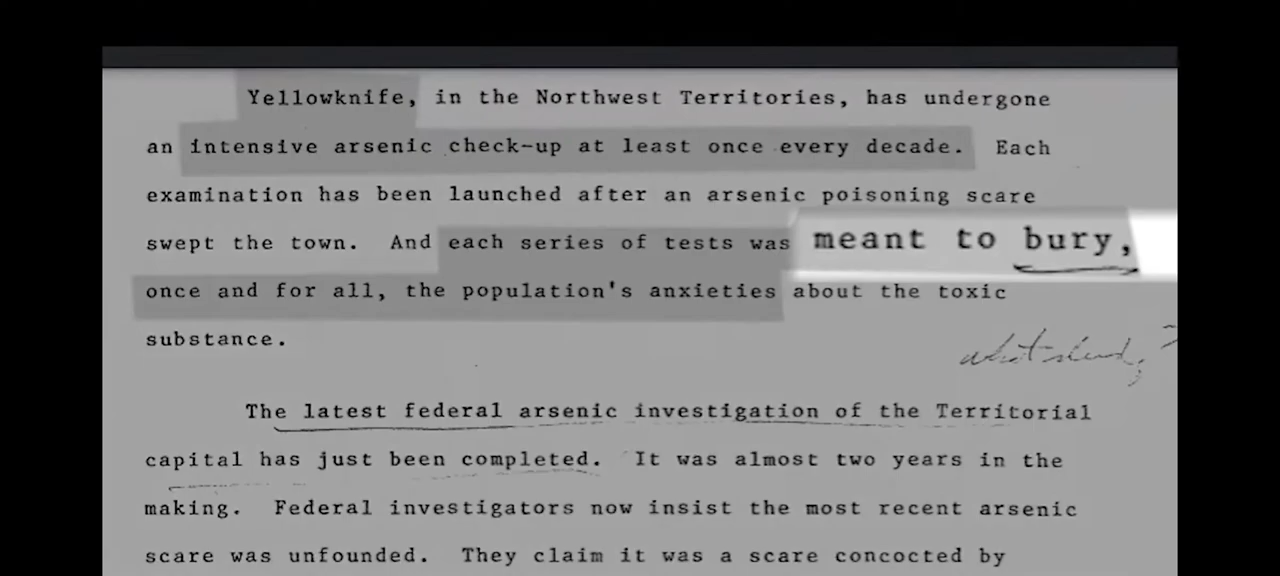 Yellowknife, in the Northwest Territories, has undergone
an intensive arsenic check-up at least once every decade. Each
examination has been launched after an arsenic poisoning scare
swept the town. And each series of tests was meant to bury,
once and for all, the population's anxieties about the toxic
substance.
The latest federal arsenic investigation of the Territorial
capital has just been completed. It was almost two years in the
making. Federal investigators now insist the most recent arsenic
scare was unfounded. They claim it was a scare concocted by